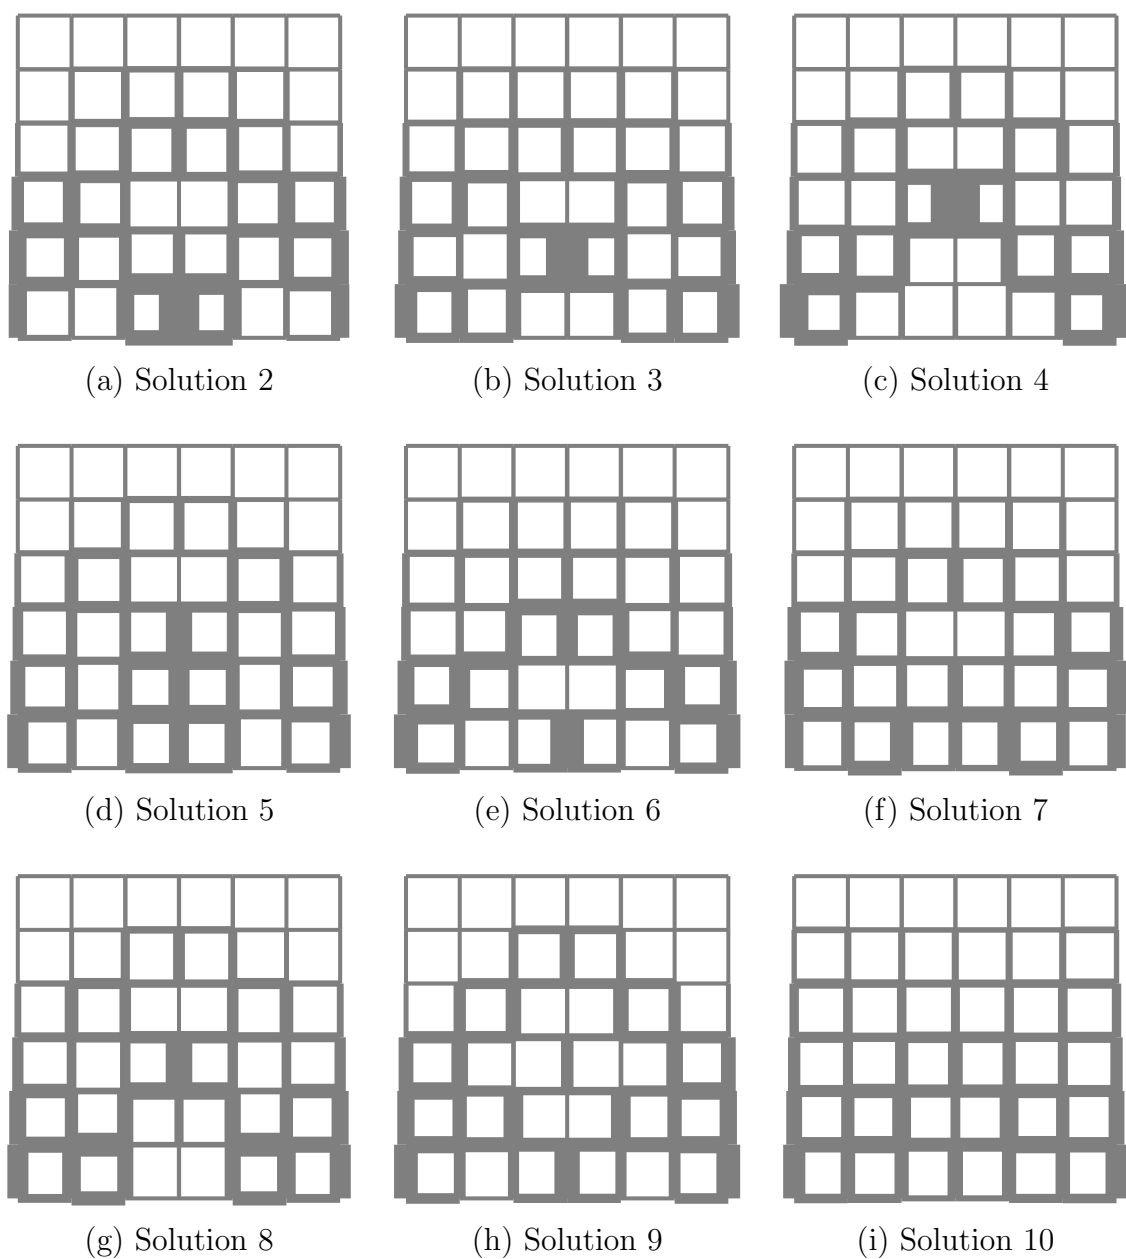 (a) Solution 2
(b) Solution 3
(c) Solution 4
(d) Solution 5
(e) Solution 6
(f) Solution 7
(g) Solution 8
(h) Solution 9
(i) Solution 10